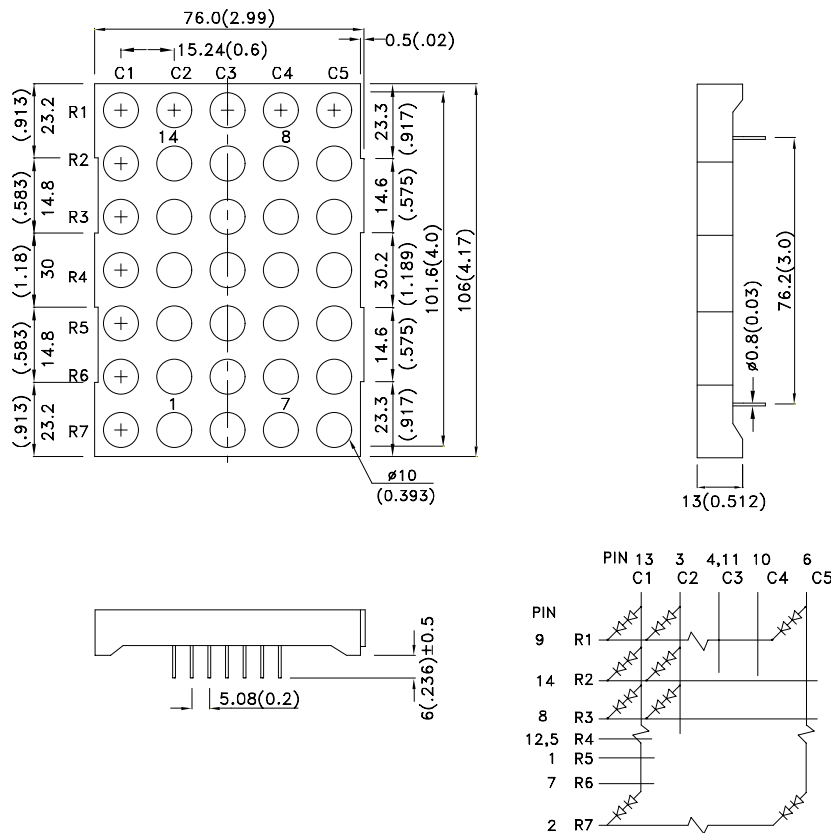 76.0(2.99)
0.5(.02)
15.24(0.6)
C1 C2 C3 C4 C5
R1
R2
R3
R4
R5
R6
R7
14 8
1 7
23.2
(.913)
14.8
(.583)
30
(1.18)
14.8
(.583)
23.2
(.913)
23.3
(.917)
14.6
(.575)
30.2
(1.189)
14.6
(.575)
23.3
(.917)
101.6(4.0)
106(4.17)
ø10
(0.393)
76.2(3.0)
ø0.8(0.03)
13(0.512)
5.08(0.2)
6(.236)±0.5
PIN 13 3 4,11 10 6
C1 C2 C3 C4 C5
PIN
9 R1
14 R2
8 R3
12,5 R4
1 R5
7 R6
2 R7